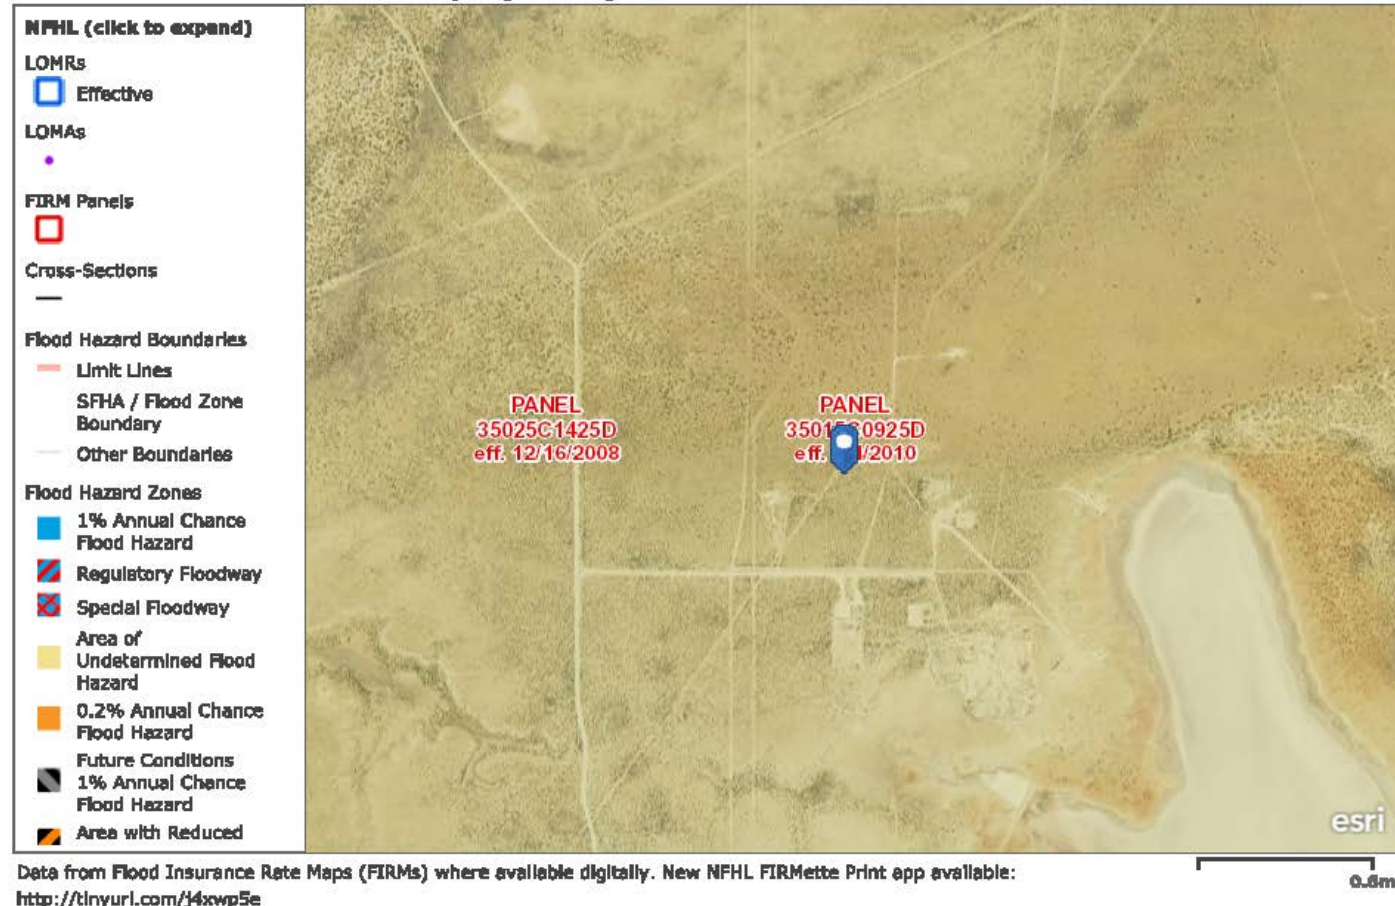 NFHL (click to expand)
LOMRs
Effective
LOMAs
FIRM Panels
Cross-Sections
Flood Hazard Boundaries
Limit Lines
SFHA / Flood Zone
Boundary
Other Boundaries
Flood Hazard Zones
1% Annual Chance
Flood Hazard
Regulatory Floodway
Special Floodway
Area of
Undetermined Flood
Hazard
0.2% Annual Chance
Flood Hazard
Future Conditions
1% Annual Chance
Flood Hazard
Area with Reduced
PANEL
35025C1425D
eff. 12/16/2008
PANEL
eff.
esri
0.6m
Data from Flood Insurance Rate Maps (FIRMs) where available digitally. New NFHL FIRMette Print app available:
http://tinyurl.com/j4xwp5e